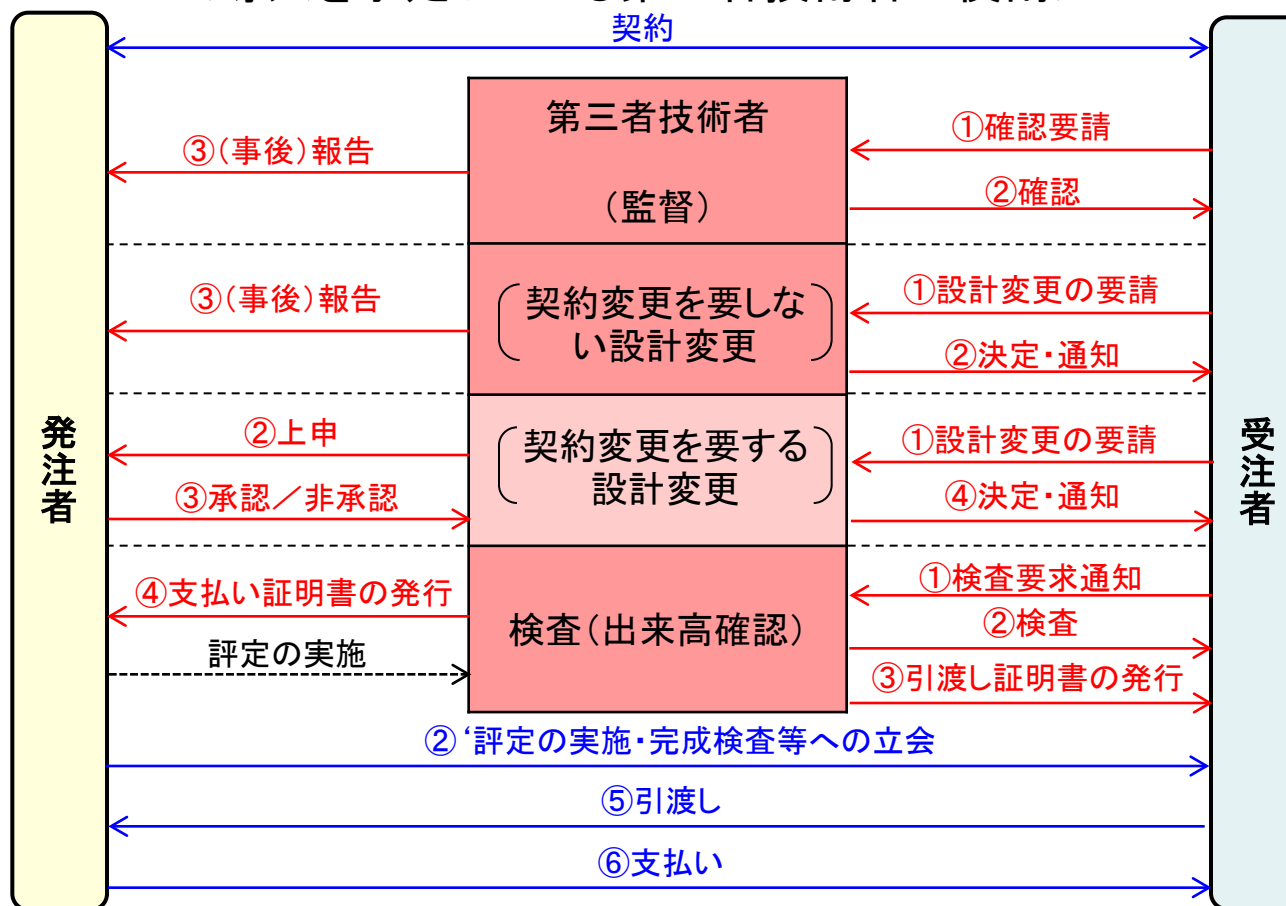 契約
第三者技術者
(監督)
①確認要請
②確認
③(事後)報告
契約変更を要しな
い設計変更
①設計変更の要請
②決定・通知
③(事後)報告
契約変更を要する
設計変更
①設計変更の要請
②上申
③承認／非承認
④決定・通知
検査(出来高確認)
①検査要求通知
②検査
③引渡し証明書の発行
④支払い証明書の発行
評定の実施
②‘評定の実施・完成検査等への立会
⑤引渡し
⑥支払い
発注者
受注者